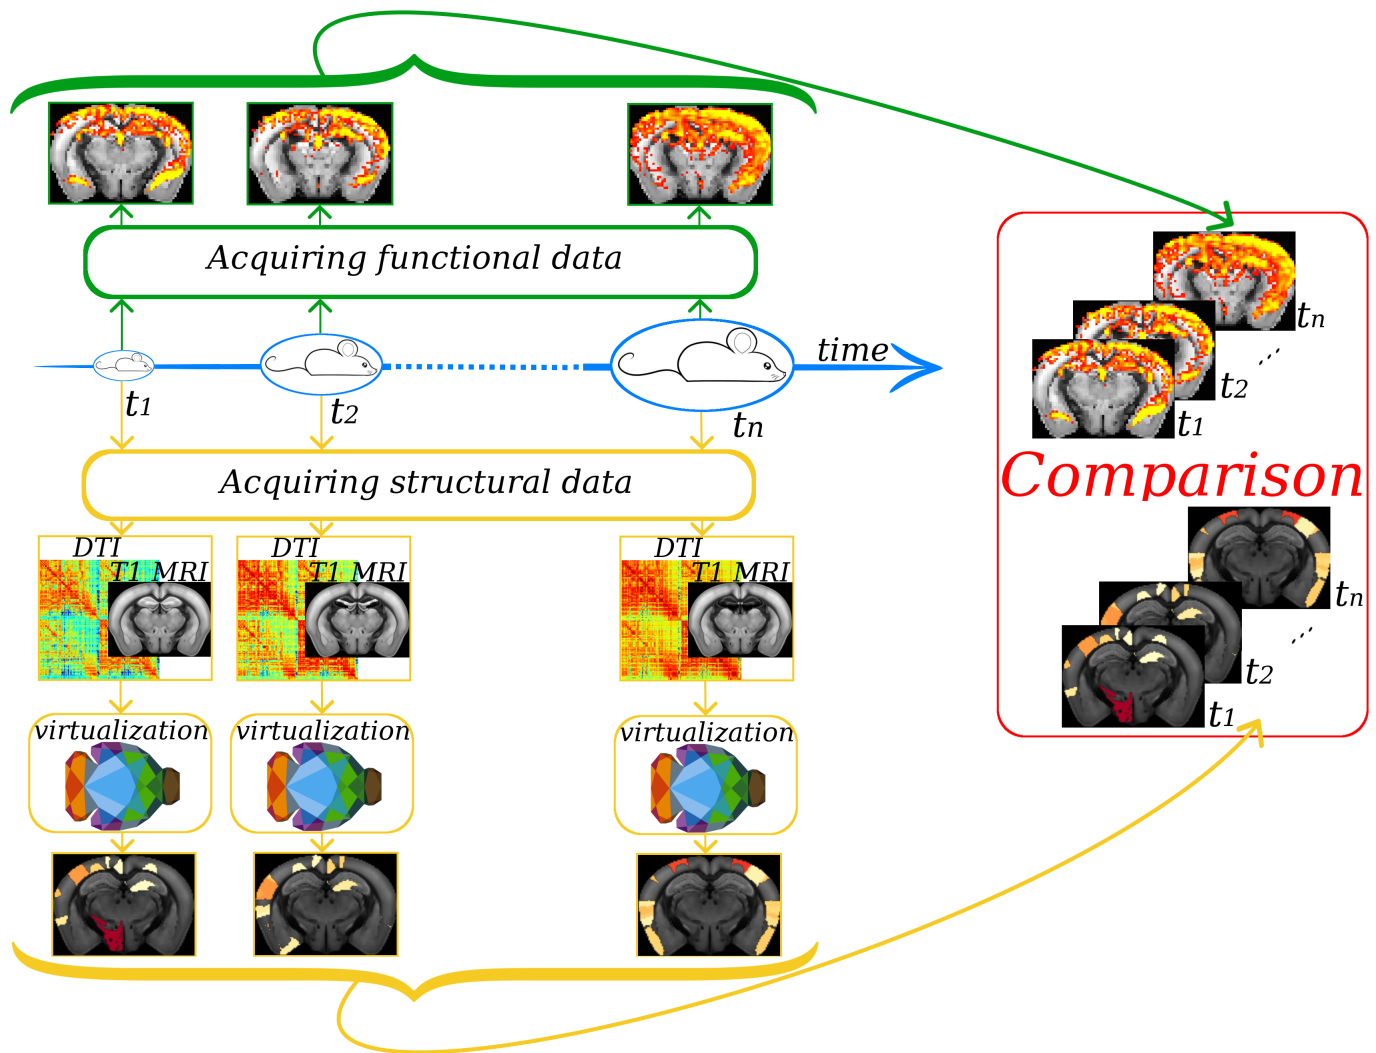 Acquiring functional data
time
t1
t2
tn
Acquiring structural data
DTI
T1 MRI
DTI
T1 MRI
DTI
T1 MRI
virtualization
virtualization
virtualization
tn
t2
t1
Comparison
tn
t2
t1